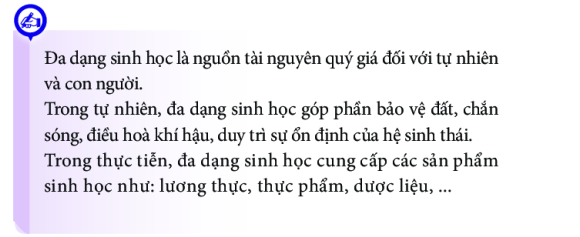 Đa dạng sinh học là nguồn tài nguyên quý giá đối với tự nhiên
và con người.
Trong tự nhiên, đa dạng sinh học góp phần bảo vệ đất, chắn
sóng, điều hoà khí hậu, duy trì sự ổn định của hệ sinh thái.
Trong thực tiễn, đa dạng sinh học cung cấp các sản phẩm
sinh học như: lương thực, thực phẩm, dược liệu, ...